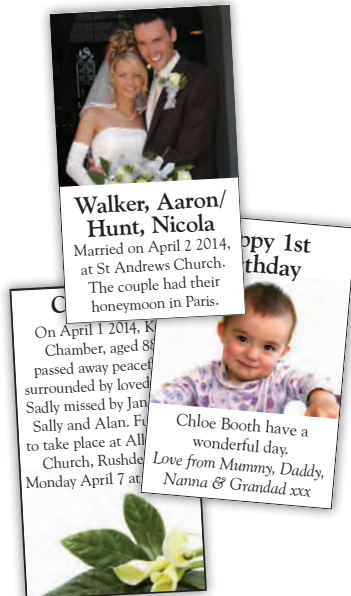 Walker, Aaron/
Hunt, Nicola
Married on April 2 2014,
at St Andrews Church.
The couple had their
honeymoon in Paris.
ppy 1st
thday
Chloe Booth have a
wonderful day.
Love from Mummy, Daddy,
Nanna & Grandad xxx
C
On April 1 2014, K
Chamber, aged 88
passed away peacef
surrounded by loved
Sadly missed by Jan
Sally and Alan. Fu
to take place at All
Church, Rushde
Monday April 7 at